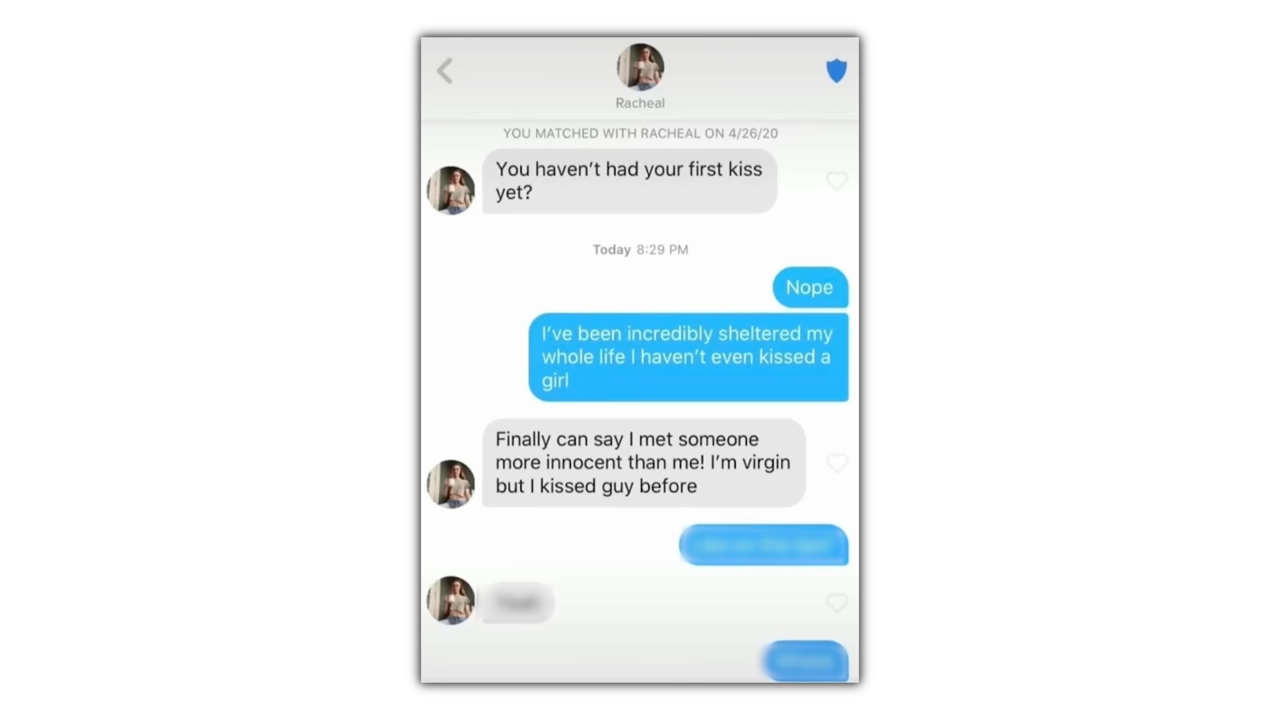 Racheal
YOU MATCHED WITH RACHEAL ON 4/26/20
You haven’t had your first kiss
yet?
Today 8:29 PM
Nope
I’ve been incredibly sheltered my
whole life I haven’t even kissed a
girl
Finally can say I met someone
more innocent than me! I’m virgin
but I kissed guy before